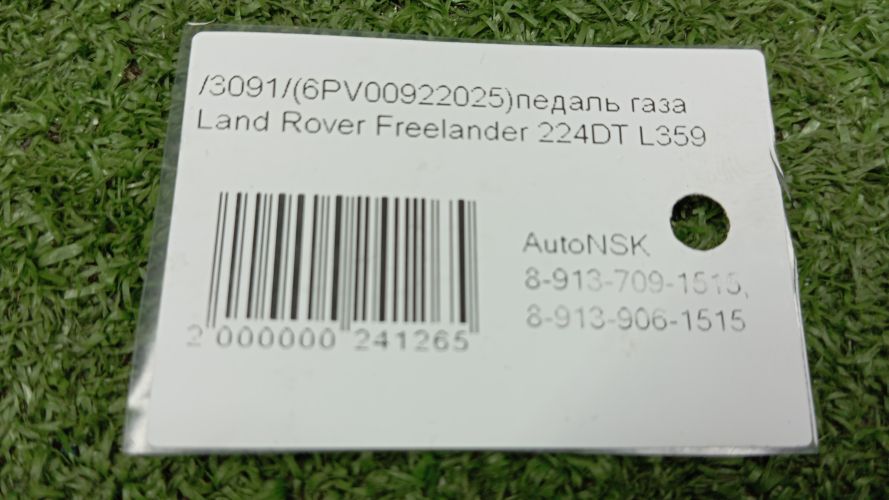 /3091/(6PV00922025)педаль газа
Land Rover Freelander 224DT L359
AutoNSK
8-913-709-1515,
8-913-906-1515
2 000000 241265